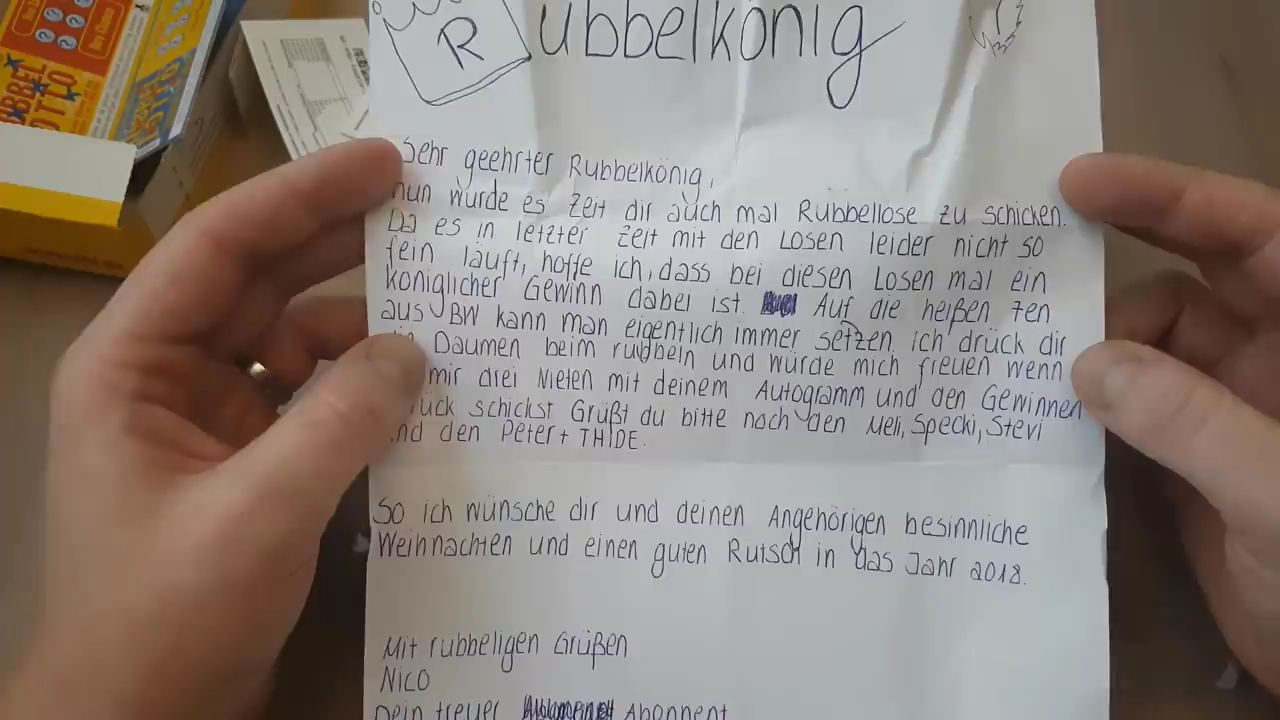 Rubbelkönig
Sehr geehrter Rubbelkönig,
nun wurde es Zeit dir auch mal Rubbellose zu schicken.
Da es in letzter Zeit mit den Losen leider nicht so
fein läuft, hoffe ich, dass bei diesen Losen mal ein
königlicher Gewinn dabei ist. Auf die heißen 7en
aus BW kann man eigentlich immer setzen. ich drück dir
Daumen beim rubbeln und würde mich freuen wenn
mir drei Nieten mit deinem Autogramm und den Gewinnen
rück schickst Grüßt du bitte noch den Meli, Specki, Stevi
und den Peter + THIDE.
So ich wünsche dir und deinen Angehörigen besinnliche
Weihnachten und einen guten Rutsch in das Jahr 2018.
Mit rubbeligen Grüßen
Nico
Dein treuer Abonnent